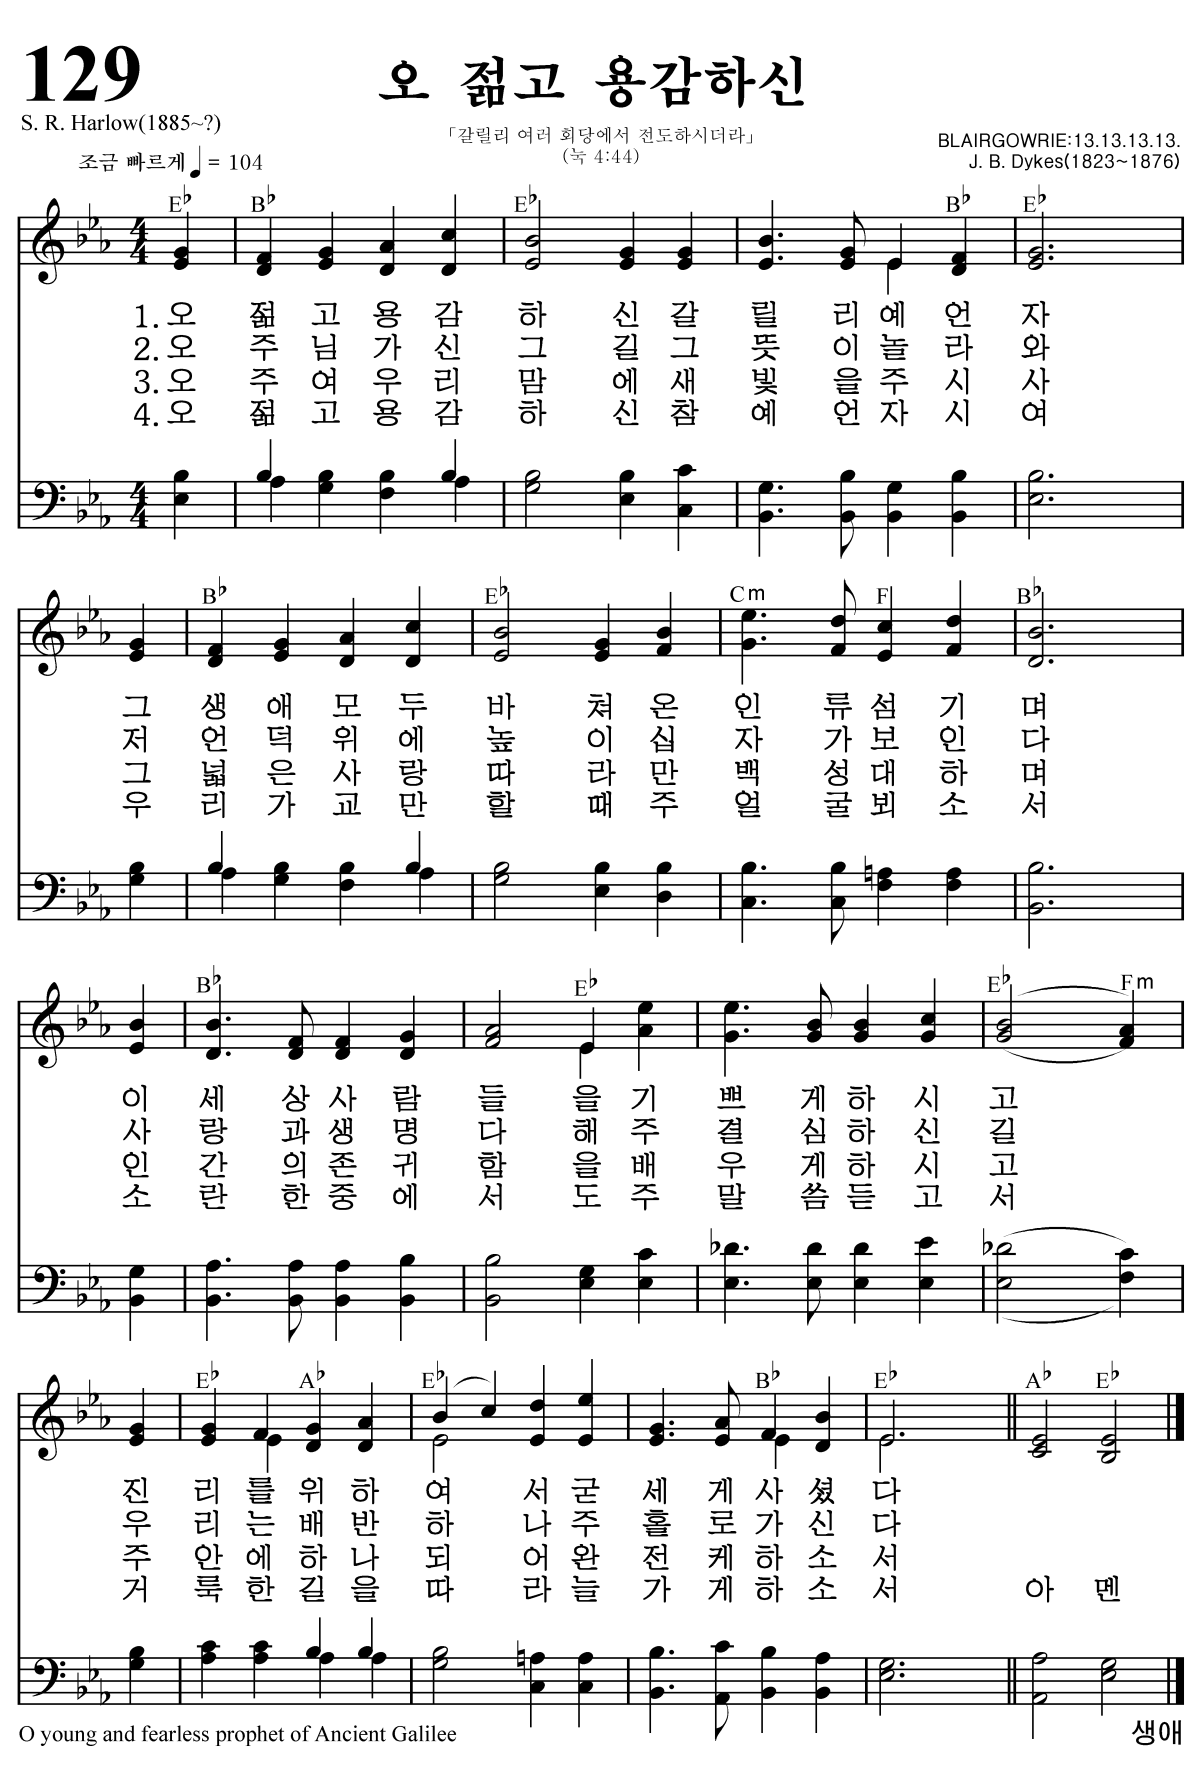 129
오 젊고 용감하신
S. R. Harlow(1885~?)
「갈릴리 여러 회당에서 전도하시더라」
(눅 4:44)
BLAIRGOWRIE:13.13.13.13.
J. B. Dykes(1823~1876)
조금 빠르게 ♩ = 104
E♭ B♭ E♭ B♭ E♭
1.오 젊 고 용 감 하 신 갈 릴 리 예 언 자
2.오 주 님 가 신 그 길 그 뜻 이 놀 라 와
3.오 주 여 우 리 맘 에 새 빛 을 주 시 사
4.오 젊 고 용 감 하 신 참 예 언 자 시 여
B♭ E♭ Cm F B♭
그 생 애 모 두 바 쳐 온 인 류 섬 기 며
저 언 덕 위 에 높 이 십 자 가 보 인 다
그 넓 은 사 랑 따 라 만 백 성 대 하 며
우 리 가 교 만 할 때 주 얼 굴 뵈 소 서
B♭ E♭ E♭ Fm
이 세 상 사 람 들 을 기 쁘 게 하 시 고
사 랑 과 생 명 다 해 주 결 심 하 신 길
인 간 의 존 귀 함 을 배 우 게 하 시 고
소 란 한 중 에 서 도 주 말 씀 듣 고 서
E♭ A♭ E♭ B♭ E♭ A♭ E♭
진 리 를 위 하 여 서 굳 세 게 사 셨 다
우 리 는 배 반 하 나 주 홀 로 가 신 다
주 안 에 하 나 되 어 완 전 케 하 소 서
거 룩 한 길 을 따 라 늘 가 게 하 소 서 아 멘
O young and fearless prophet of Ancient Galilee
생애